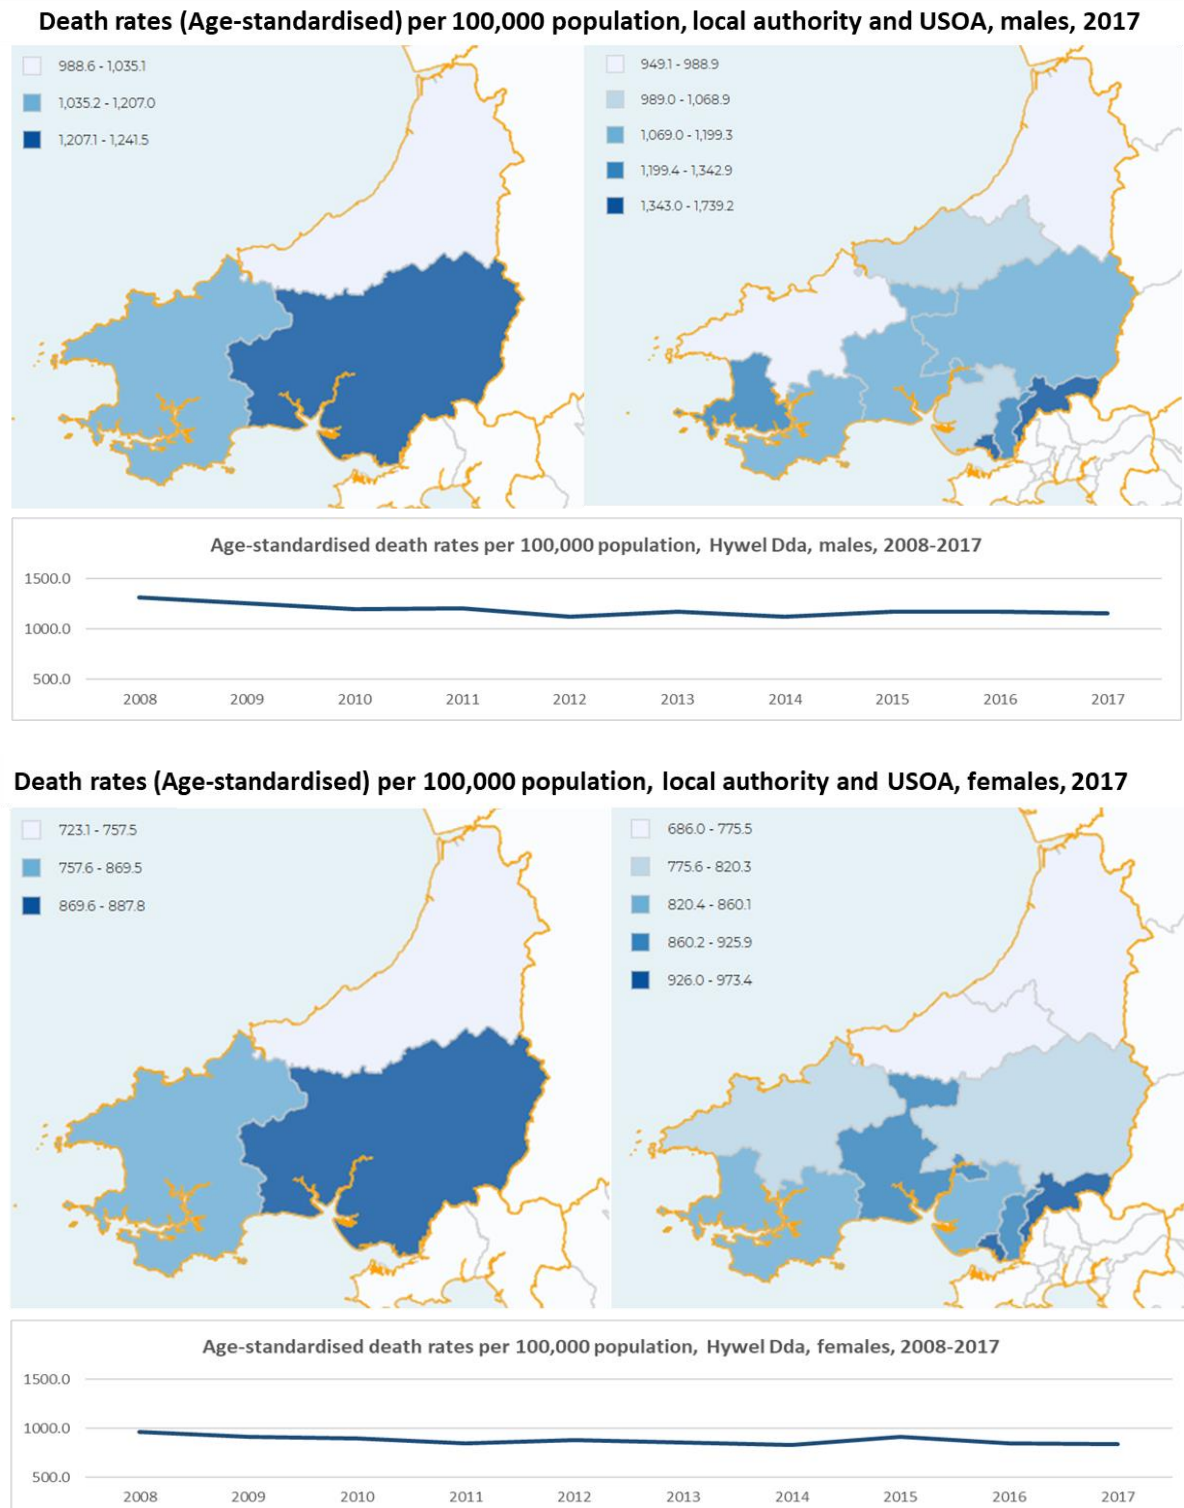 Death rates (Age-standardised) per 100,000 population, local authority and USOA, males, 2017
988.6 - 1,035.1
1,035.2 - 1,207.0
1,207.1 - 1,241.5
949.1 - 988.9
989.0 - 1,068.9
1,069.0 - 1,199.3
1,199.4 - 1,342.9
1,343.0 - 1,739.2
Age-standardised death rates per 100,000 population, Hywel Dda, males, 2008-2017
1500.0
1000.0
500.0
2008 2009 2010 2011 2012 2013 2014 2015 2016 2017
Death rates (Age-standardised) per 100,000 population, local authority and USOA, females, 2017
723.1 - 757.5
757.6 - 869.5
869.6 - 887.8
686.0 - 775.5
775.6 - 820.3
820.4 - 860.1
860.2 - 925.9
926.0 - 973.4
Age-standardised death rates per 100,000 population, Hywel Dda, females, 2008-2017
1500.0
1000.0
500.0
2008 2009 2010 2011 2012 2013 2014 2015 2016 2017